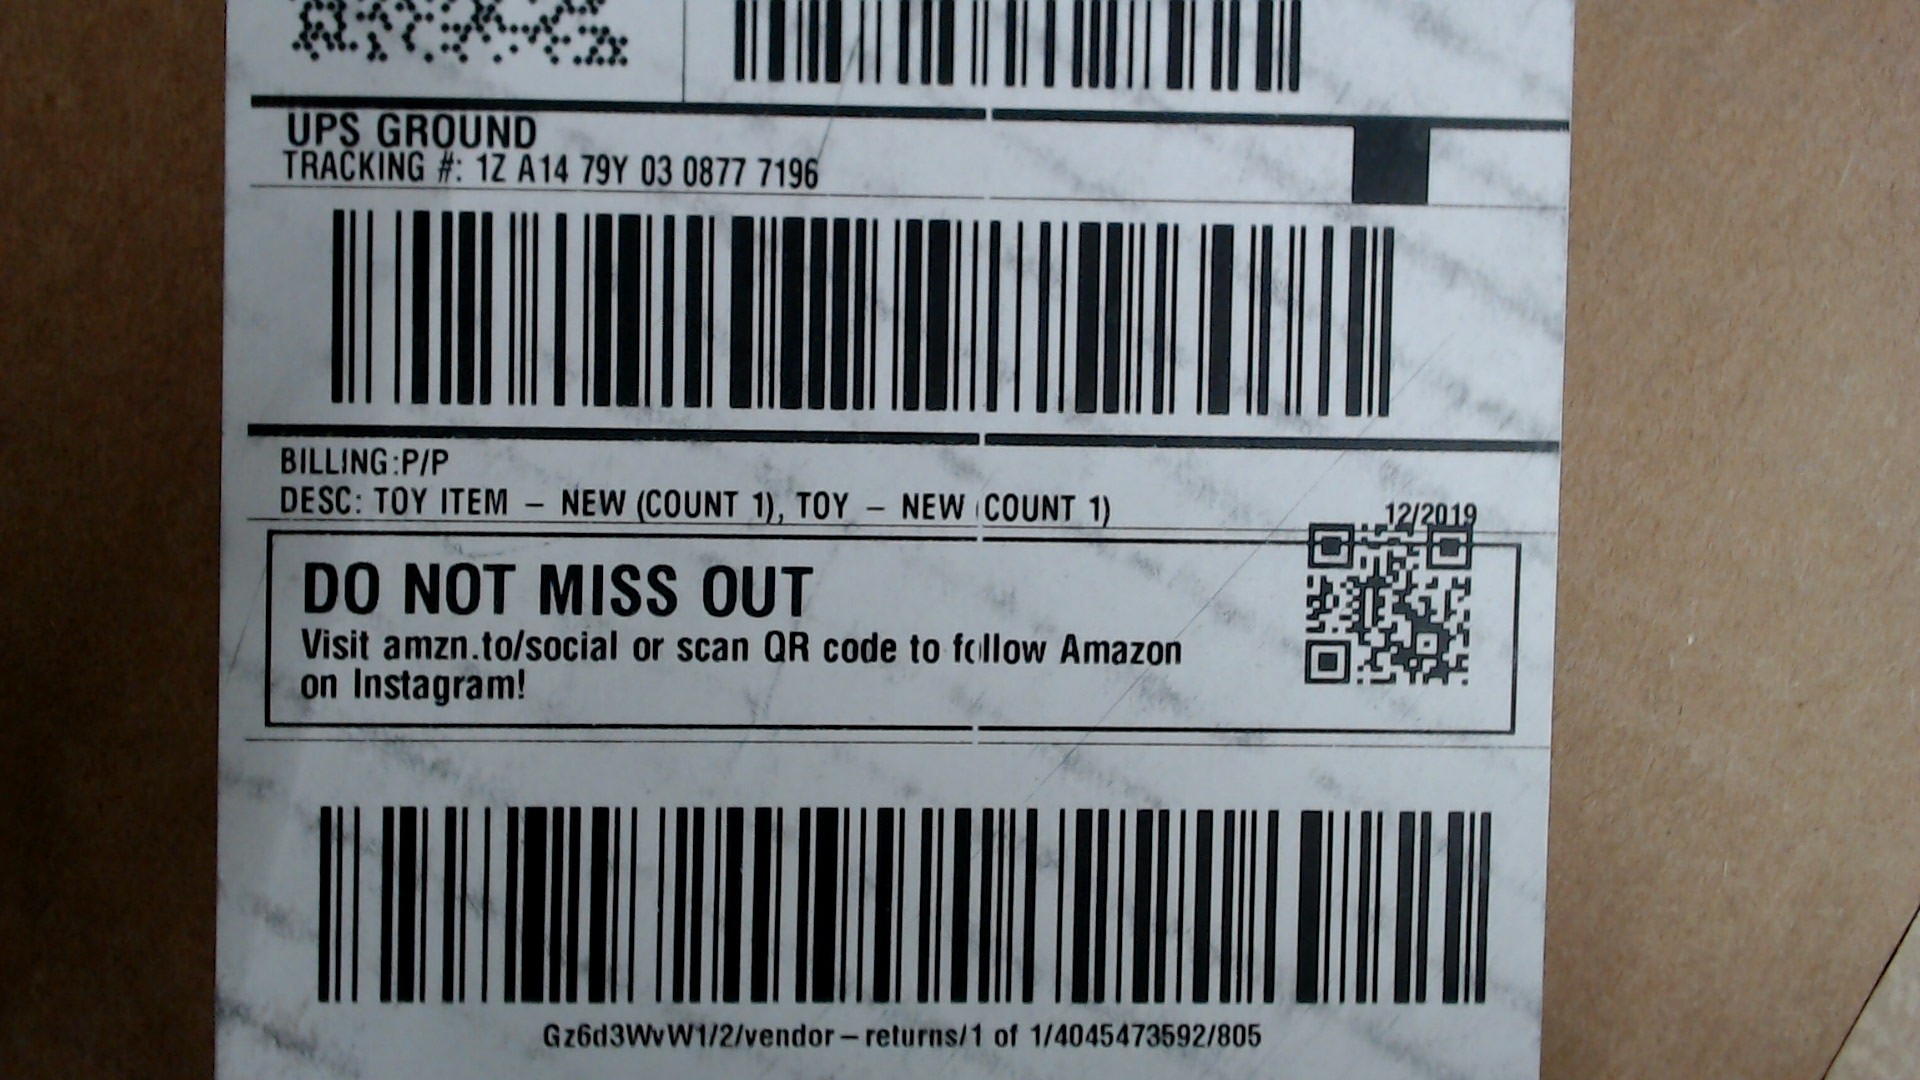 UPS GROUND
TRACKING #: 1Z A14 79Y 03 0877 7196
BILLING:P/P
DESC: TOY ITEM – NEW (COUNT 1), TOY – NEW (COUNT 1)
12/2019
DO NOT MISS OUT
Visit amzn.to/social or scan QR code to follow Amazon
on Instagram!
Gz6d3WvW1/2/vendor–returns/1 of 1/4045473592/805